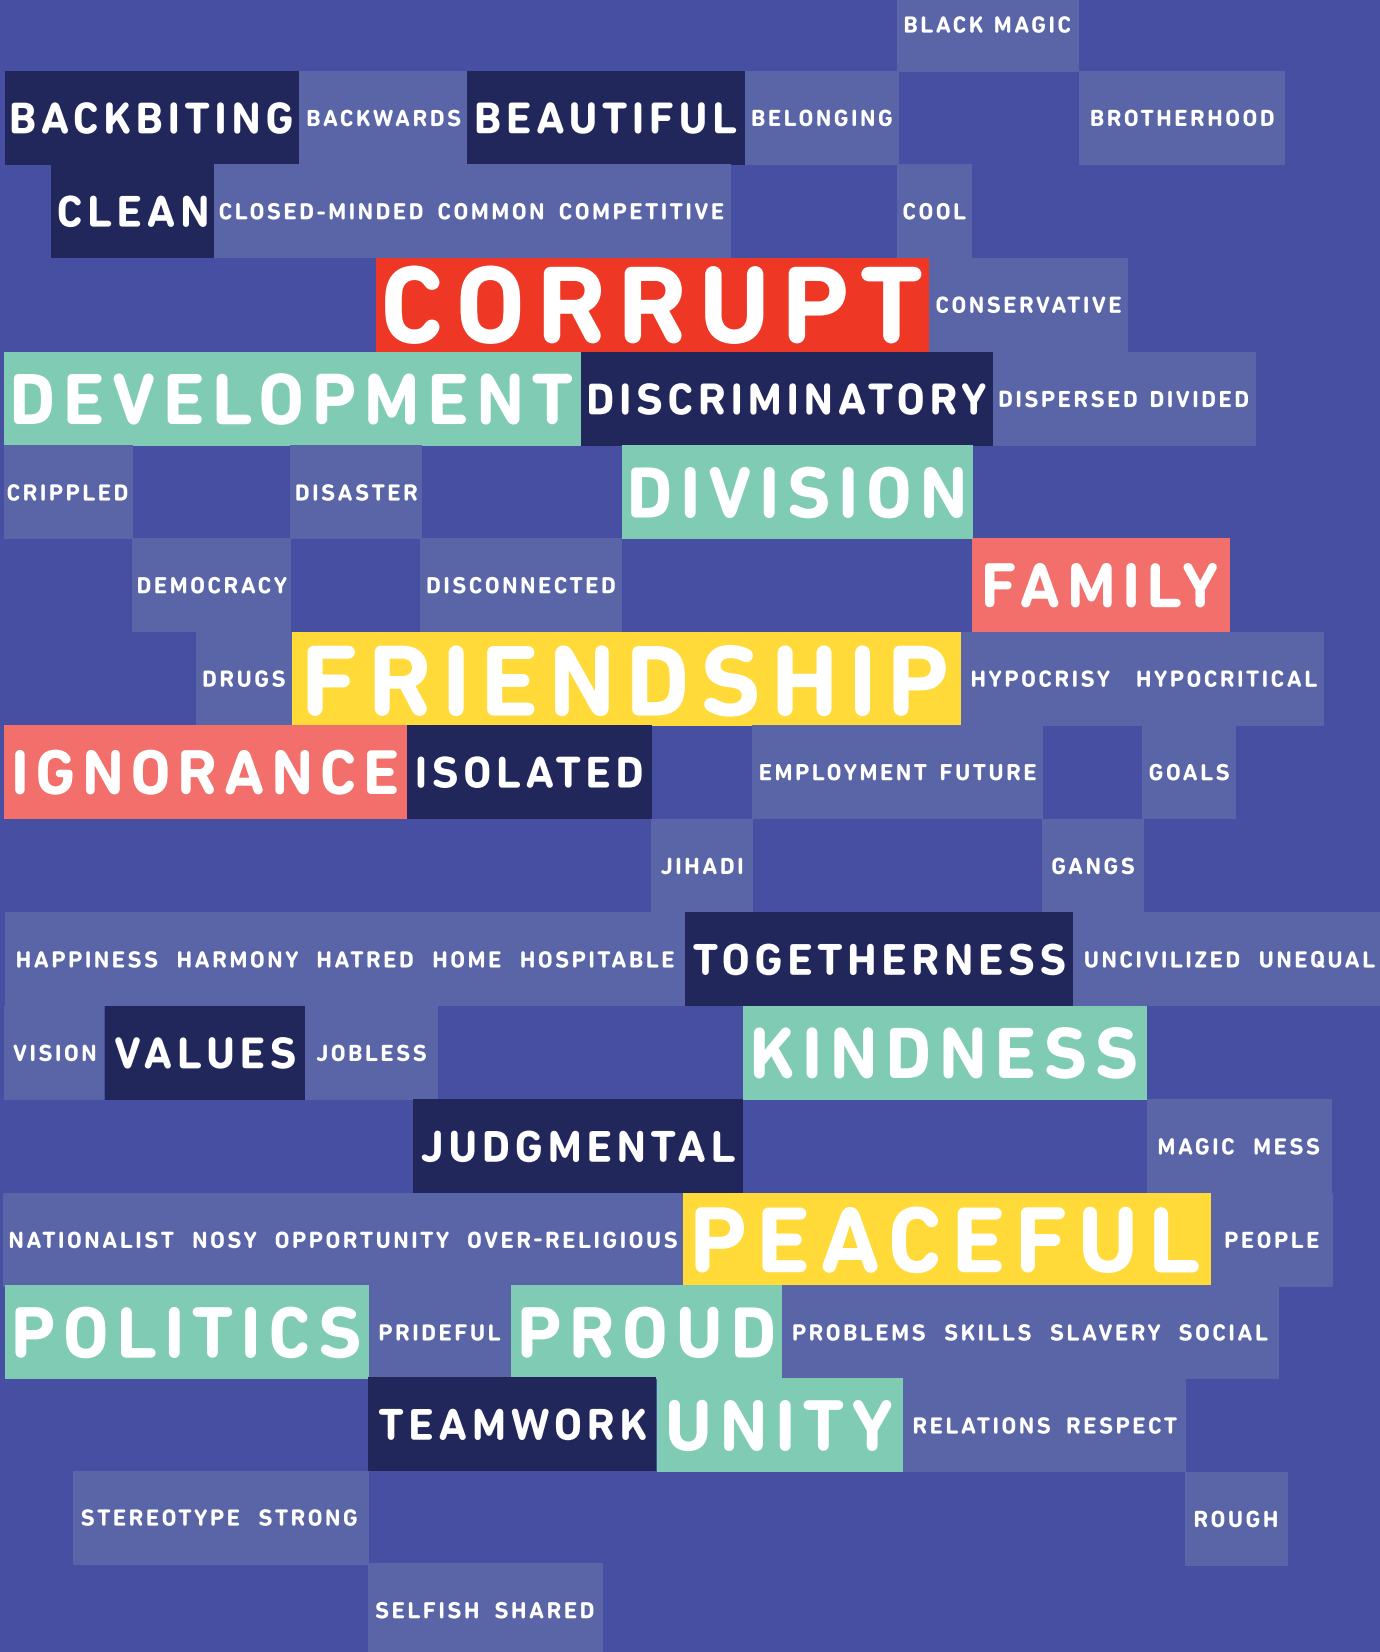 BLACK MAGIC
BACKBITING BACKWARDS BEAUTIFUL BELONGING BROTHERHOOD
CLEAN CLOSED-MINDED COMMON COMPETITIVE COOL
CORRUPT CONSERVATIVE
DEVELOPMENT DISCRIMINATORY DISPERSED DIVIDED
CRIPPLED DISASTER DIVISION
DEMOCRACY DISCONNECTED FAMILY
DRUGS FRIENDSHIP HYPOCRISY HYPOCRITICAL
IGNORANCE ISOLATED EMPLOYMENT FUTURE GOALS
JIHADI GANGS
HAPPINESS HARMONY HATRED HOME HOSPITABLE TOGETHERNESS UNCIVILIZED UNEQUAL
VISION VALUES JOBLESS KINDNESS
JUDGMENTAL MAGIC MESS
NATIONALIST NOSY OPPORTUNITY OVER-RELIGIOUS PEACEFUL PEOPLE
POLITICS PRIDEFUL PROUD PROBLEMS SKILLS SLAVERY SOCIAL
TEAMWORK UNITY RELATIONS RESPECT
STEREOTYPE STRONG ROUGH
SELFISH SHARED